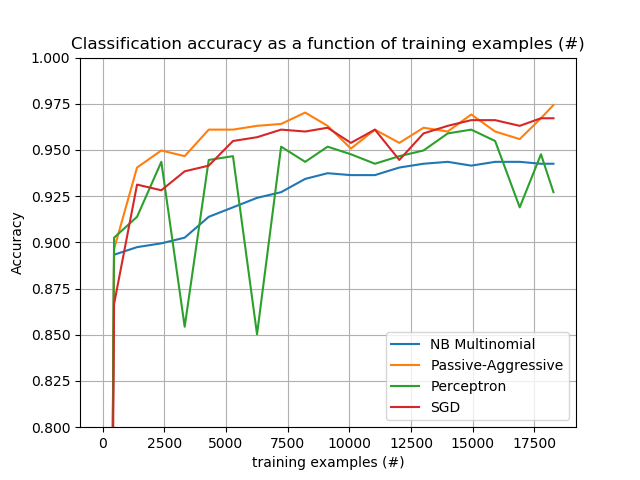 Classification accuracy as a function of training examples (#)
1.000
0.975
0.950
0.925
0.900
0.875
0.850
0.825
0.800
Accuracy
NB Multinomial
Passive-Aggressive
Perceptron
SGD
0 2500 5000 7500 10000 12500 15000 17500
training examples (#)